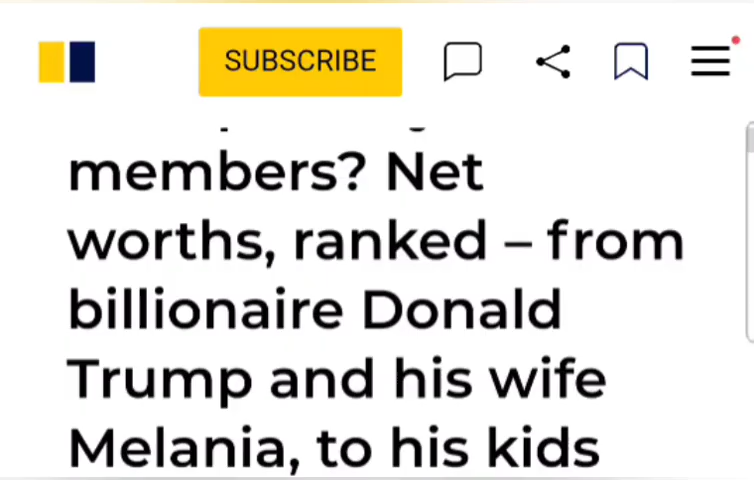 SUBSCRIBE
members? Net
worths, ranked – from
billionaire Donald
Trump and his wife
Melania, to his kids